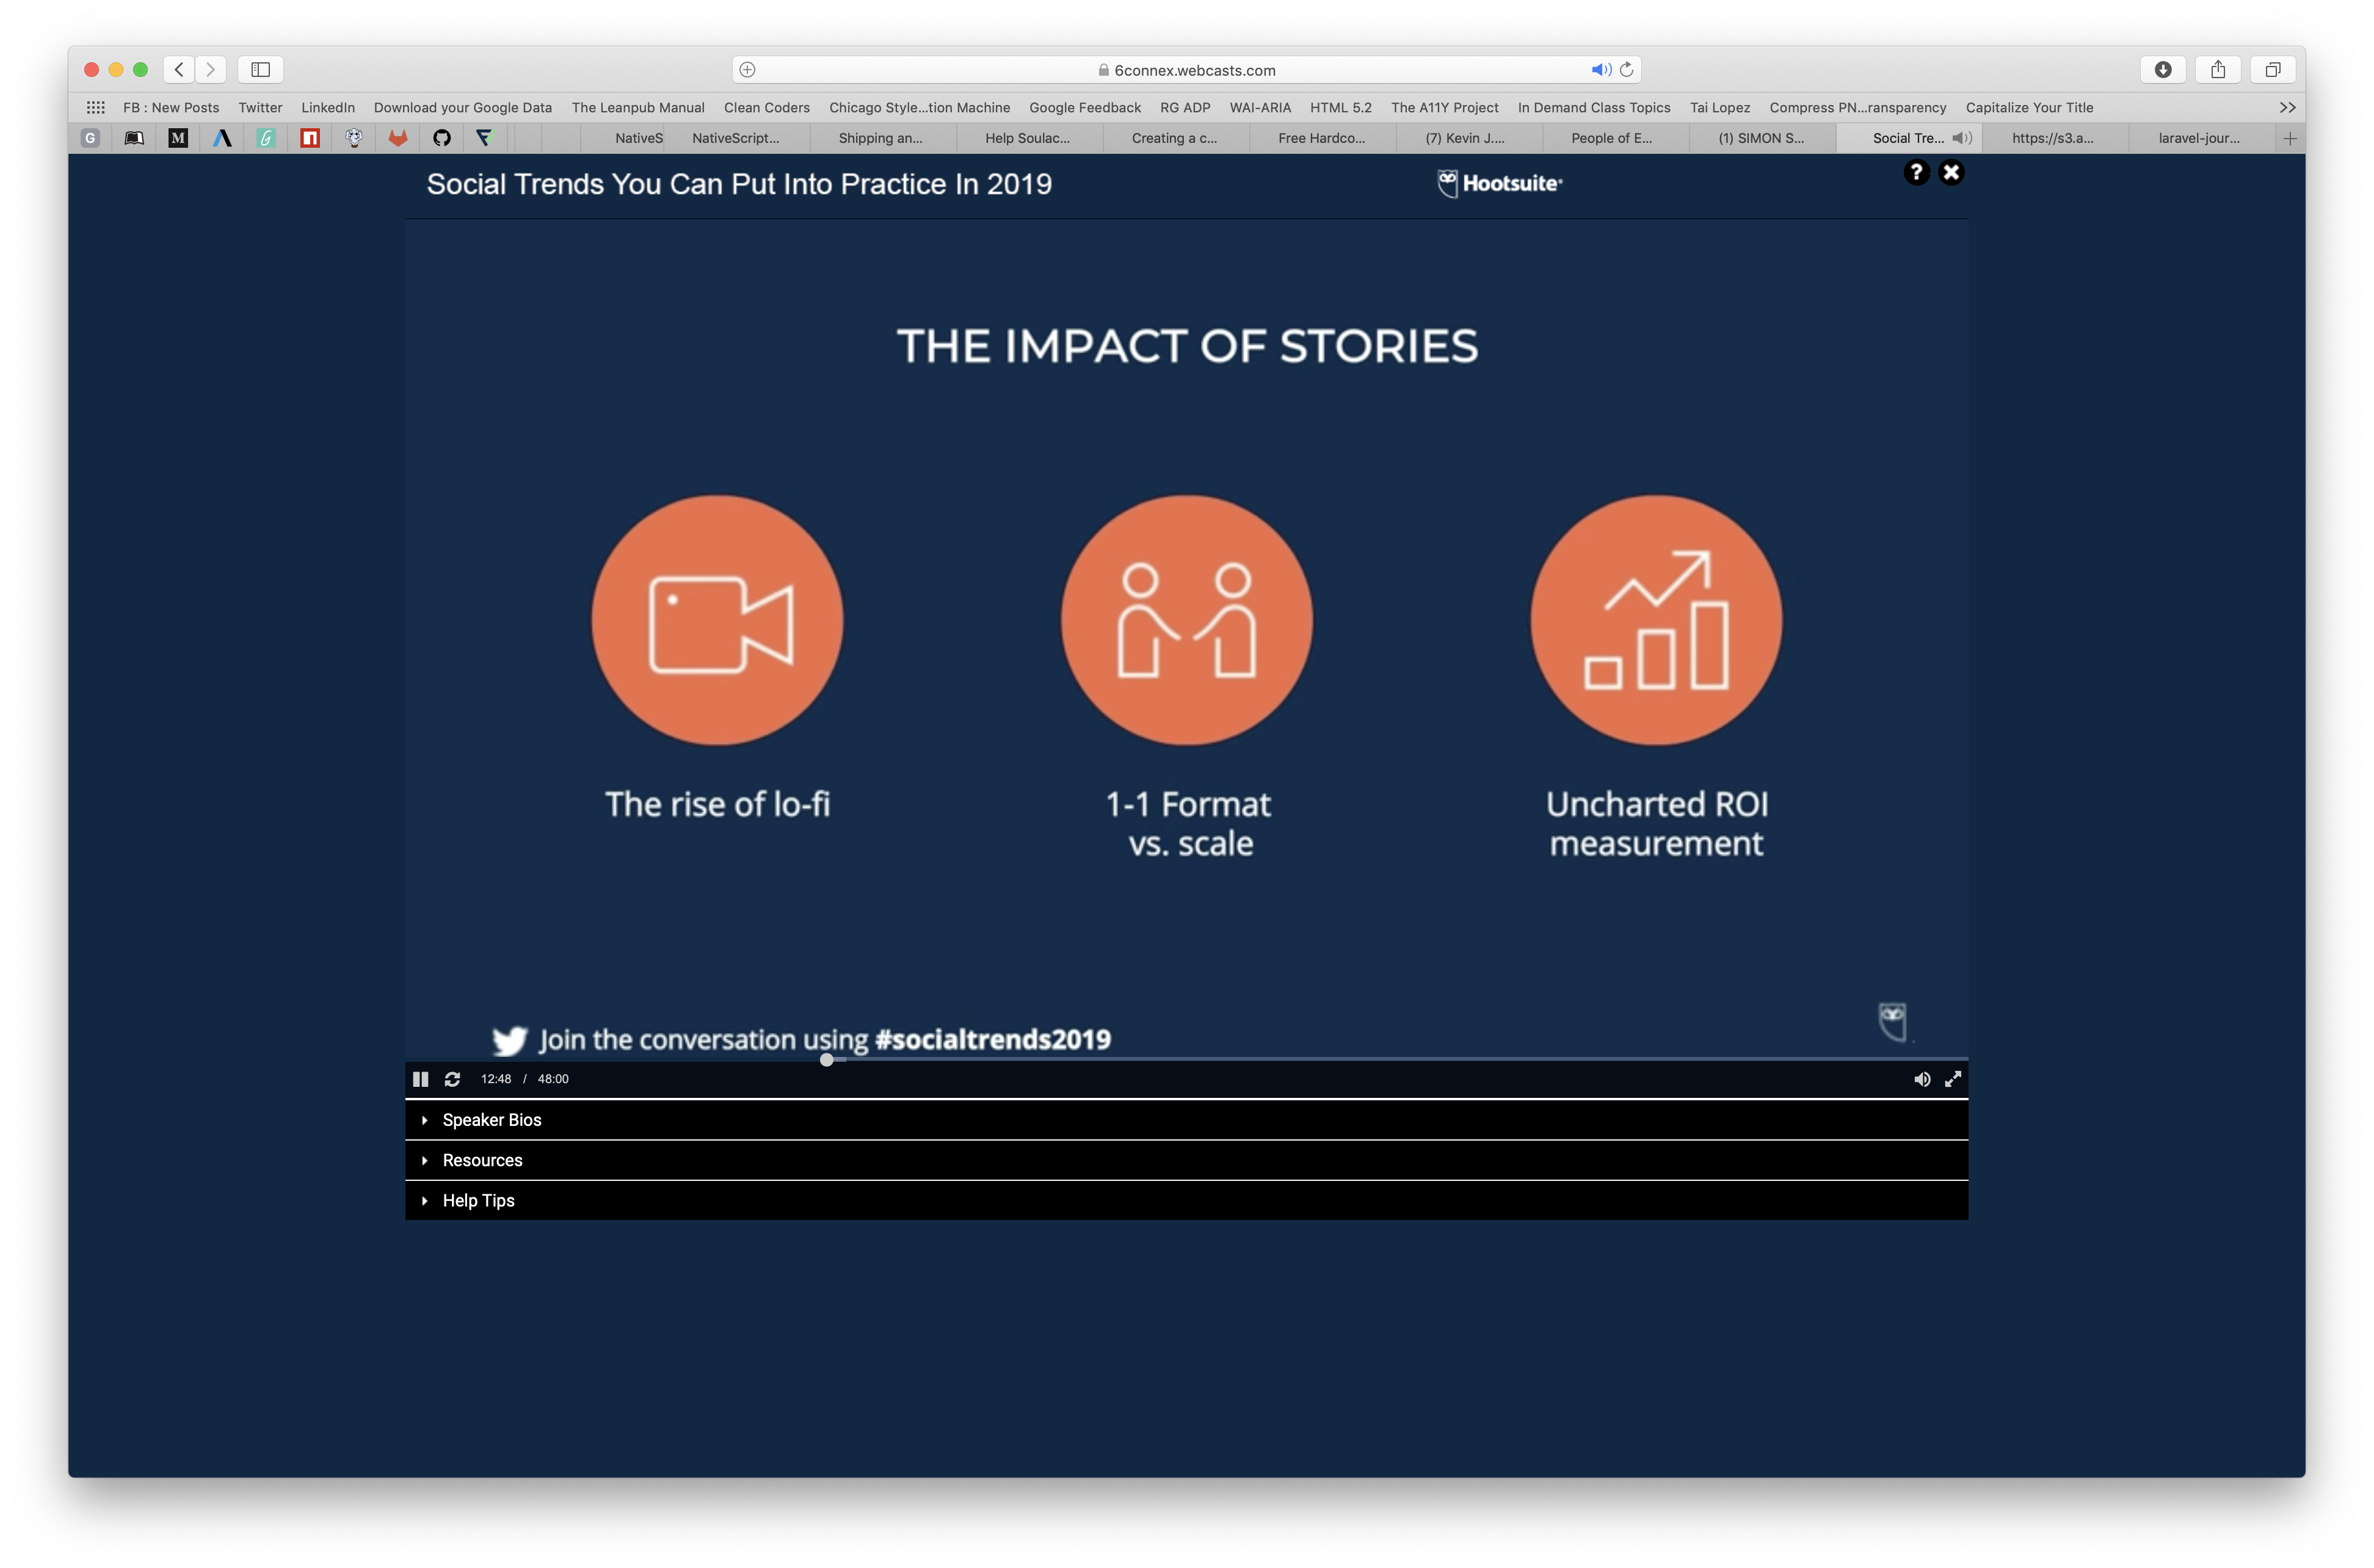 6connex.webcasts.com
FB : New Posts Twitter LinkedIn Download your Google Data The Leanpub Manual Clean Coders Chicago Style...tion Machine Google Feedback RG ADP WAI-ARIA HTML 5.2 The A11Y Project In Demand Class Topics Tai Lopez Compress PN...ransparency Capitalize Your Title
G M NativeS NativeScript... Shipping an... Help Soulac... Creating a c... Free Hardco... (7) Kevin J.... People of E... (1) SIMON S... Social Tre... https://s3.a... laravel-jour...
Social Trends You Can Put Into Practice In 2019 Hootsuite
THE IMPACT OF STORIES
The rise of lo-fi
1-1 Format
vs. scale
Uncharted ROI
measurement
Join the conversation using #socialtrends2019
12:48 / 48:00
Speaker Bios
Resources
Help Tips